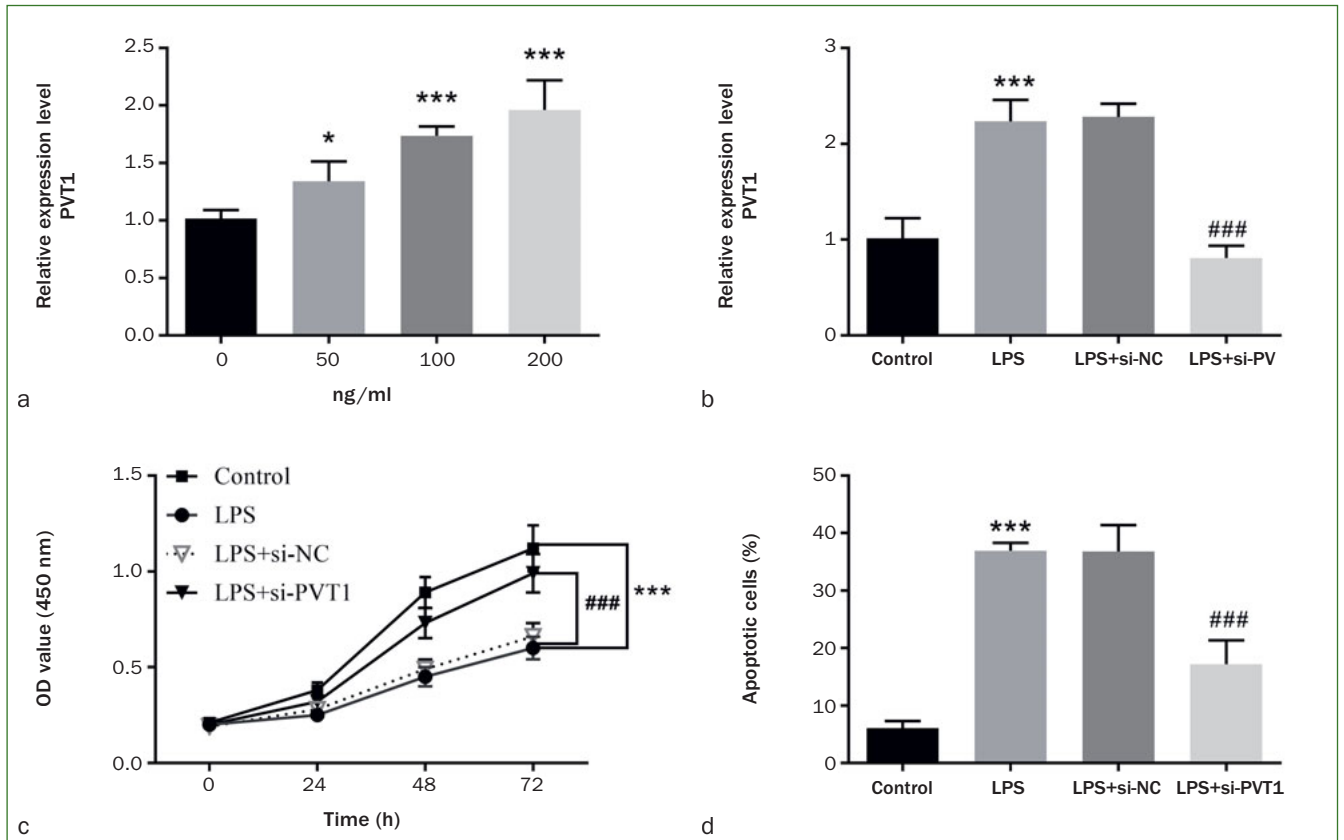 2.5
2.0
1.5
1.0
0.5
0.0
Relative expression level
PVT1
*
***
***
0 50 100 200
ng/ml
a
3
2
1
0
Relative expression level
PVT1
***
###
Control LPS LPS+si-NC LPS+si-PV
b
1.5
1.0
0.5
0.0
OD value (450 nm)
Control
LPS
LPS+si-NC
LPS+si-PVT1
### ***
0 24 48 72
Time (h)
c
50
40
30
20
10
0
Apoptotic cells (%)
***
###
Control LPS LPS+si-NC LPS+si-PVT1
d